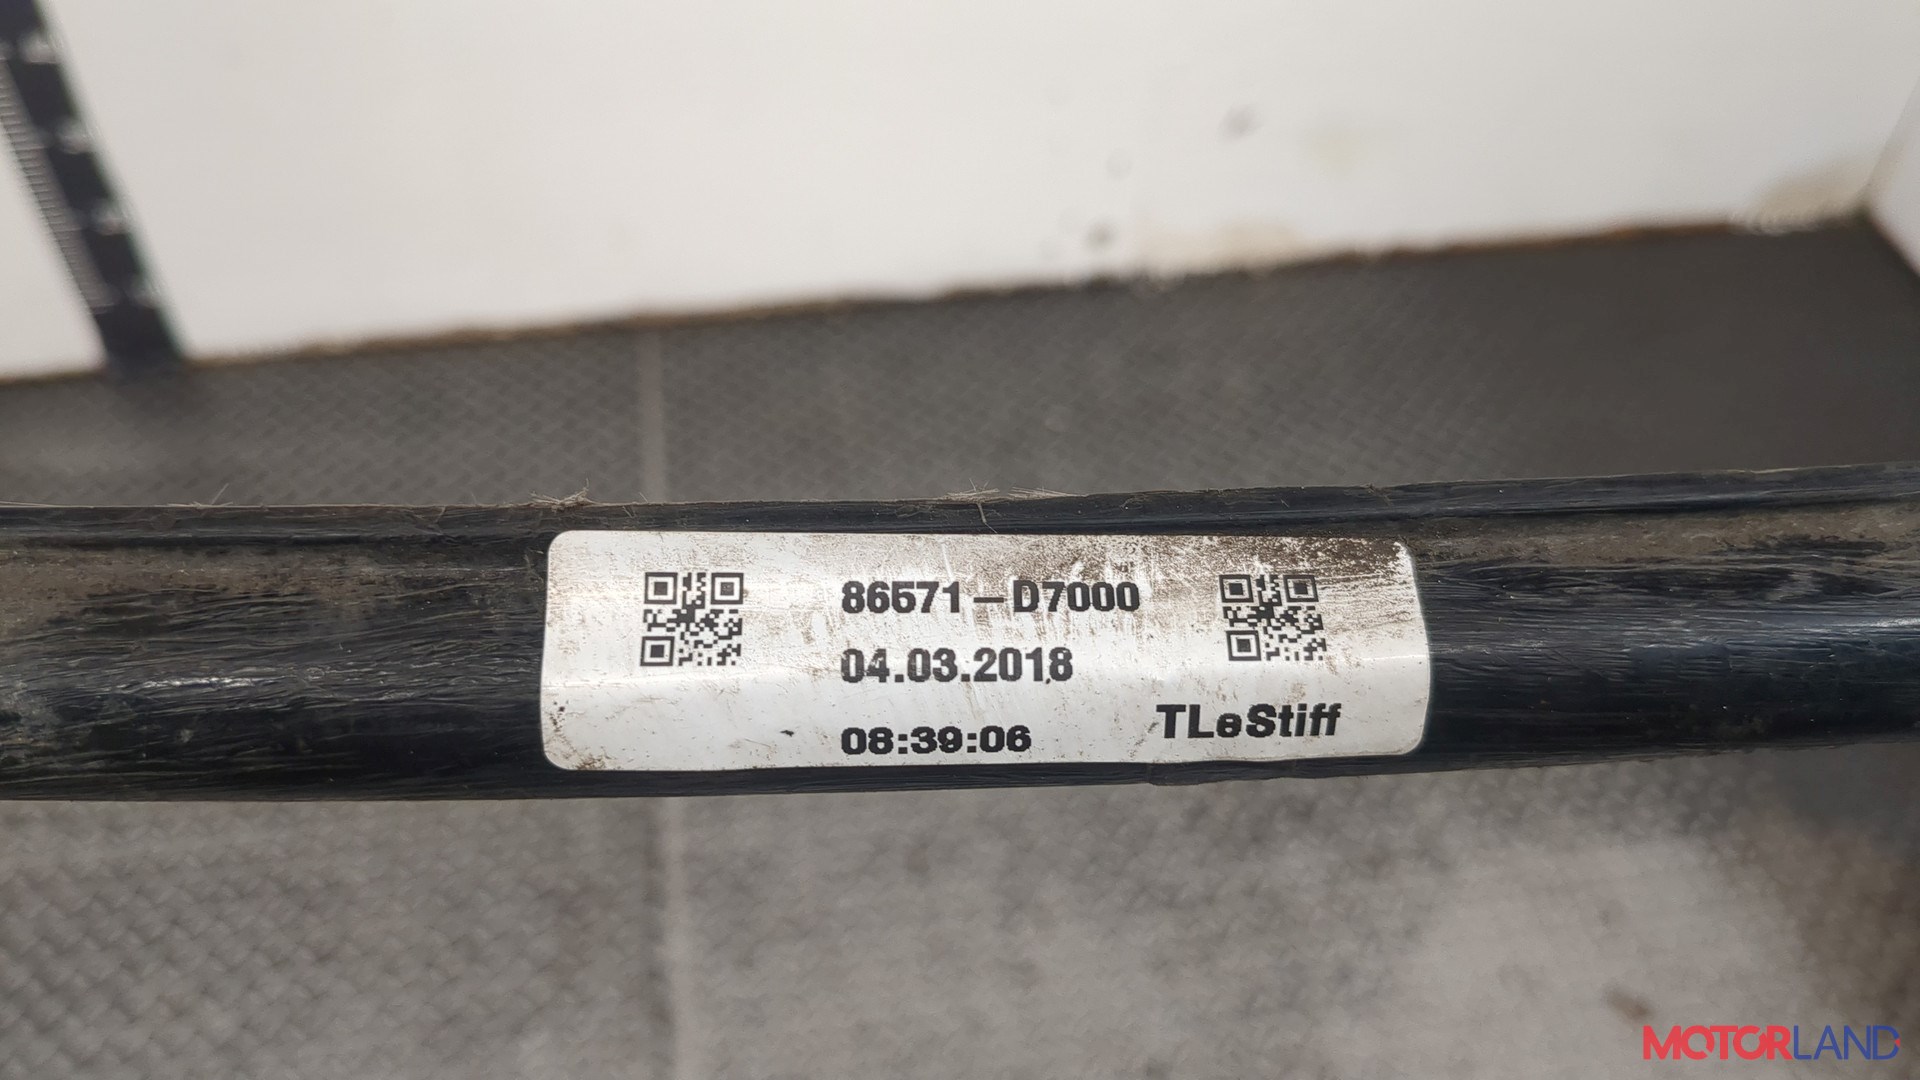 86571-D7000
04.03.2018
08:39:06
TLeStiff
MOTORLAND